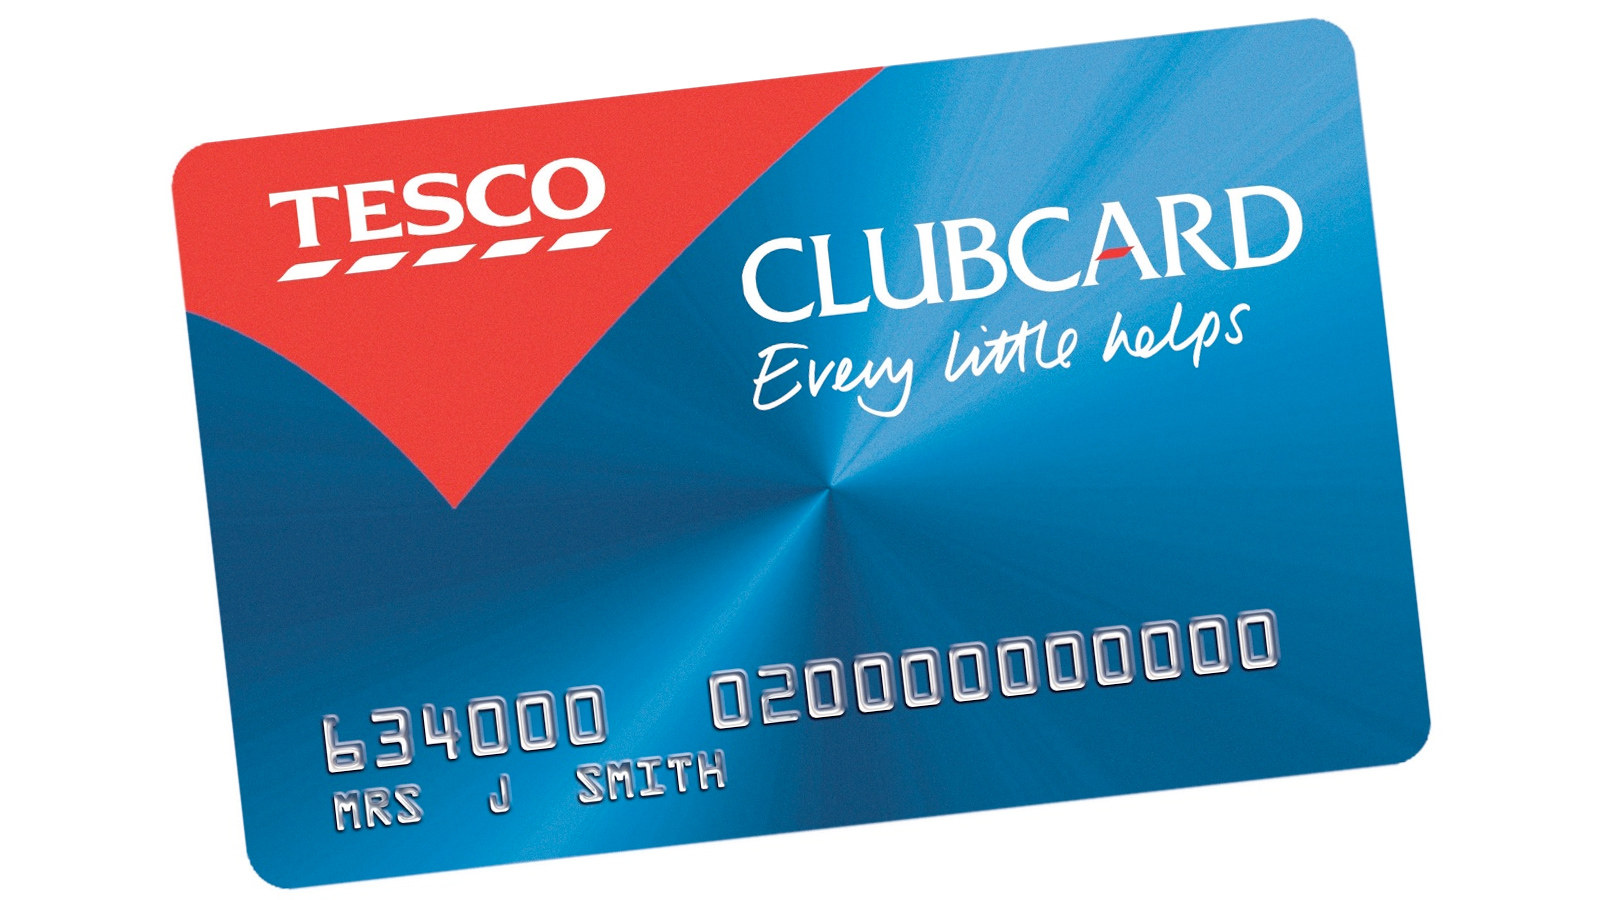 TESCO
CLUBCARD
Every little helps
634000 020000000000
MRS J SMITH